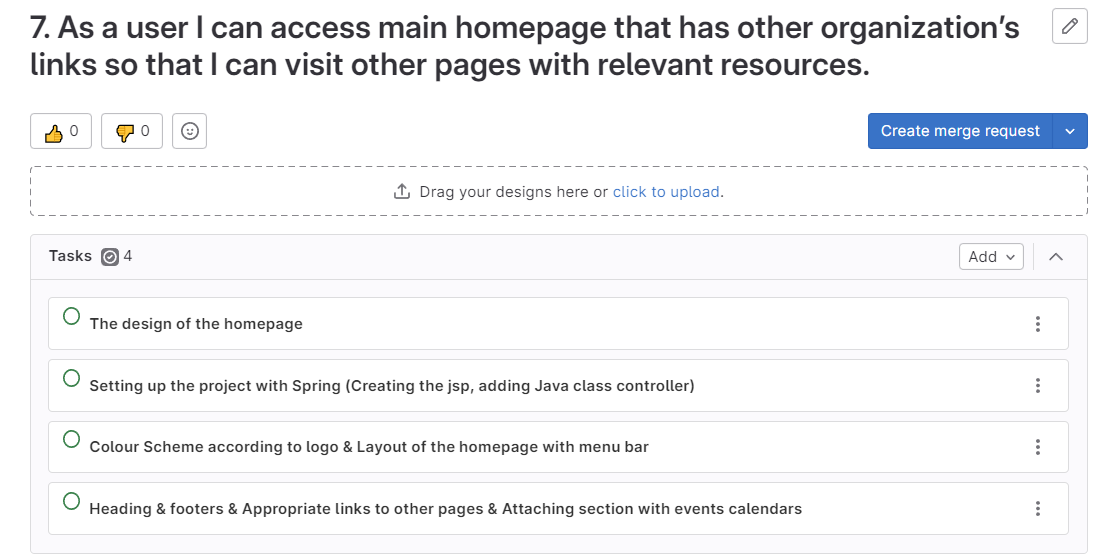 7. As a user I can access main homepage that has other organization’s
links so that I can visit other pages with relevant resources.
0
0
Create merge request
Drag your designs here or click to upload.
Tasks 4
Add
The design of the homepage
Setting up the project with Spring (Creating the jsp, adding Java class controller)
Colour Scheme according to logo & Layout of the homepage with menu bar
Heading & footers & Appropriate links to other pages & Attaching section with events calendars